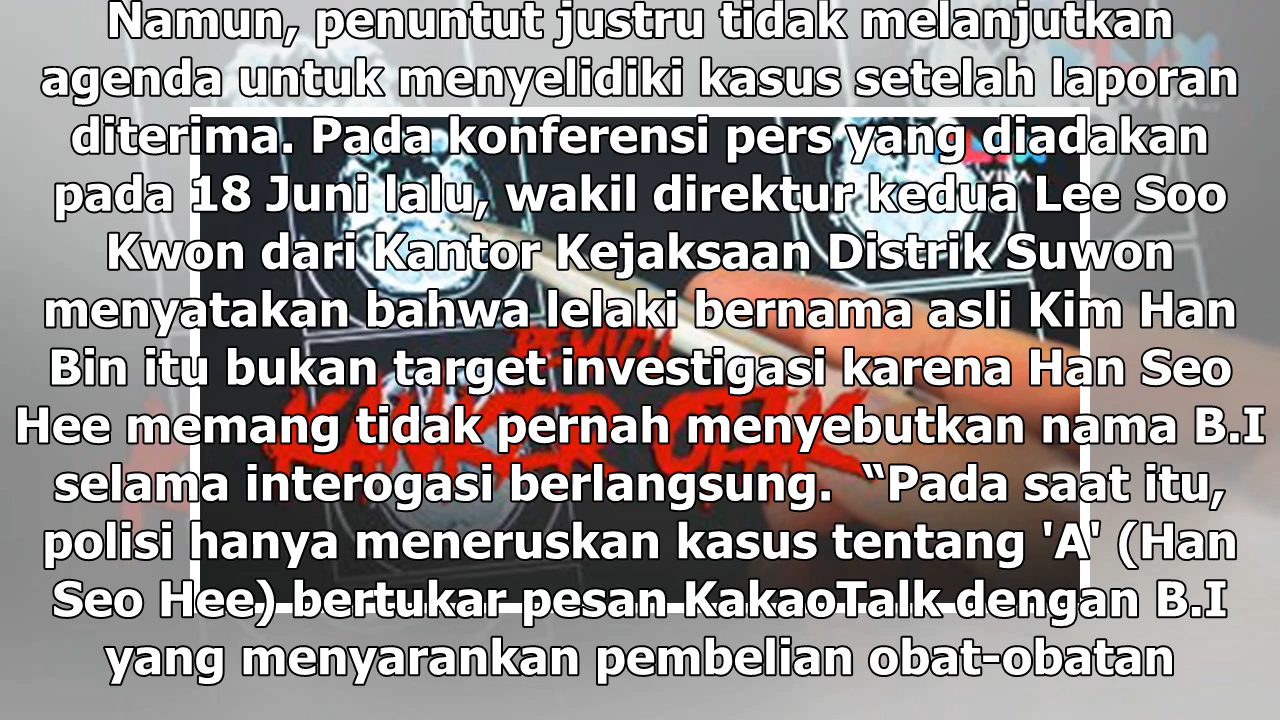 Namun, penuntut justru tidak melanjutkan
agenda untuk menyelidiki kasus setelah laporan
diterima. Pada konferensi pers yang diadakan
pada 18 Juni lalu, wakil direktur kedua Lee Soo
Kwon dari Kantor Kejaksaan Distrik Suwon
menyatakan bahwa lelaki bernama asli Kim Han
Bin itu bukan target investigasi karena Han Seo
Hee memang tidak pernah menyebutkan nama B.I
selama interogasi berlangsung. “Pada saat itu,
polisi hanya meneruskan kasus tentang 'A' (Han
Seo Hee) bertukar pesan KakaoTalk dengan B.I
yang menyarankan pembelian obat-obatan
VIVA
PEMICU
KANKER OTAK